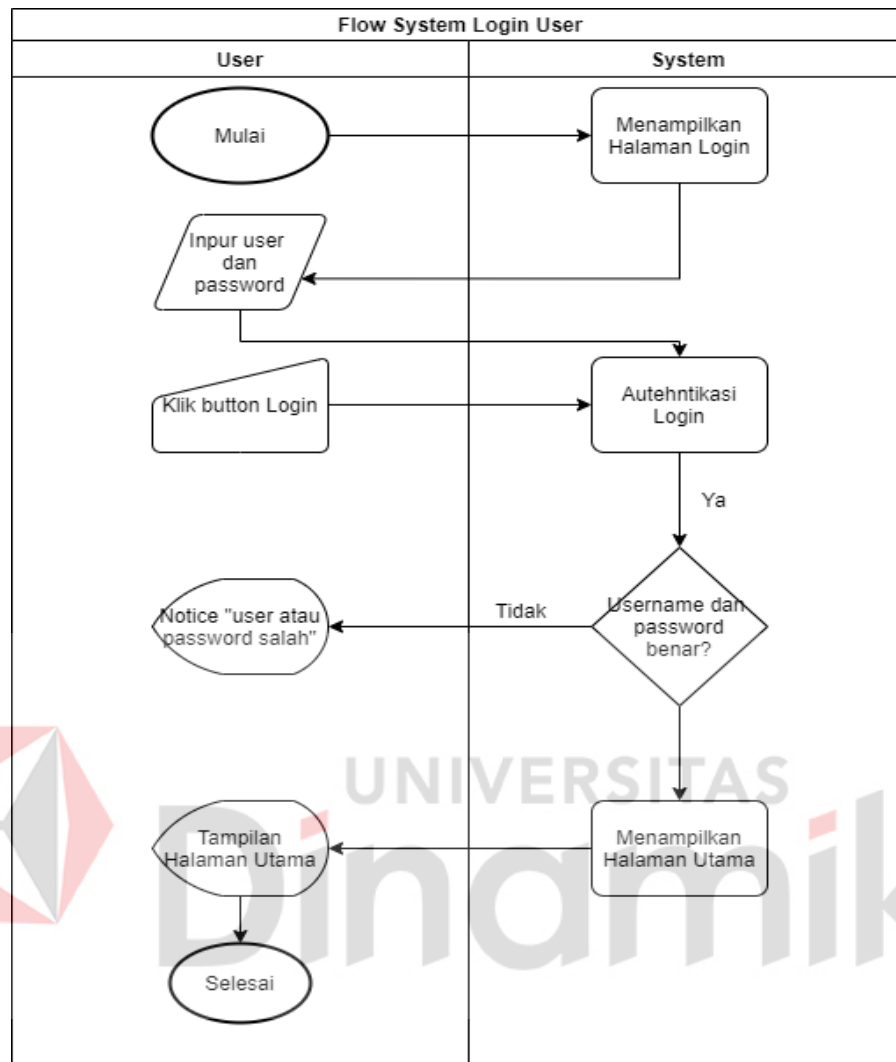 Flow System Login User
User
System
Mulai
Menampilkan
Halaman Login
Inpur user
dan
password
Klik button Login
Autehntikasi
Login
Ya
Notice "user atau
password salah"
Tidak
Username dan
password
benar?
UNIVERSITAS
Dinamik
Tampilan
Halaman Utama
Menampilkan
Halaman Utama
Selesai